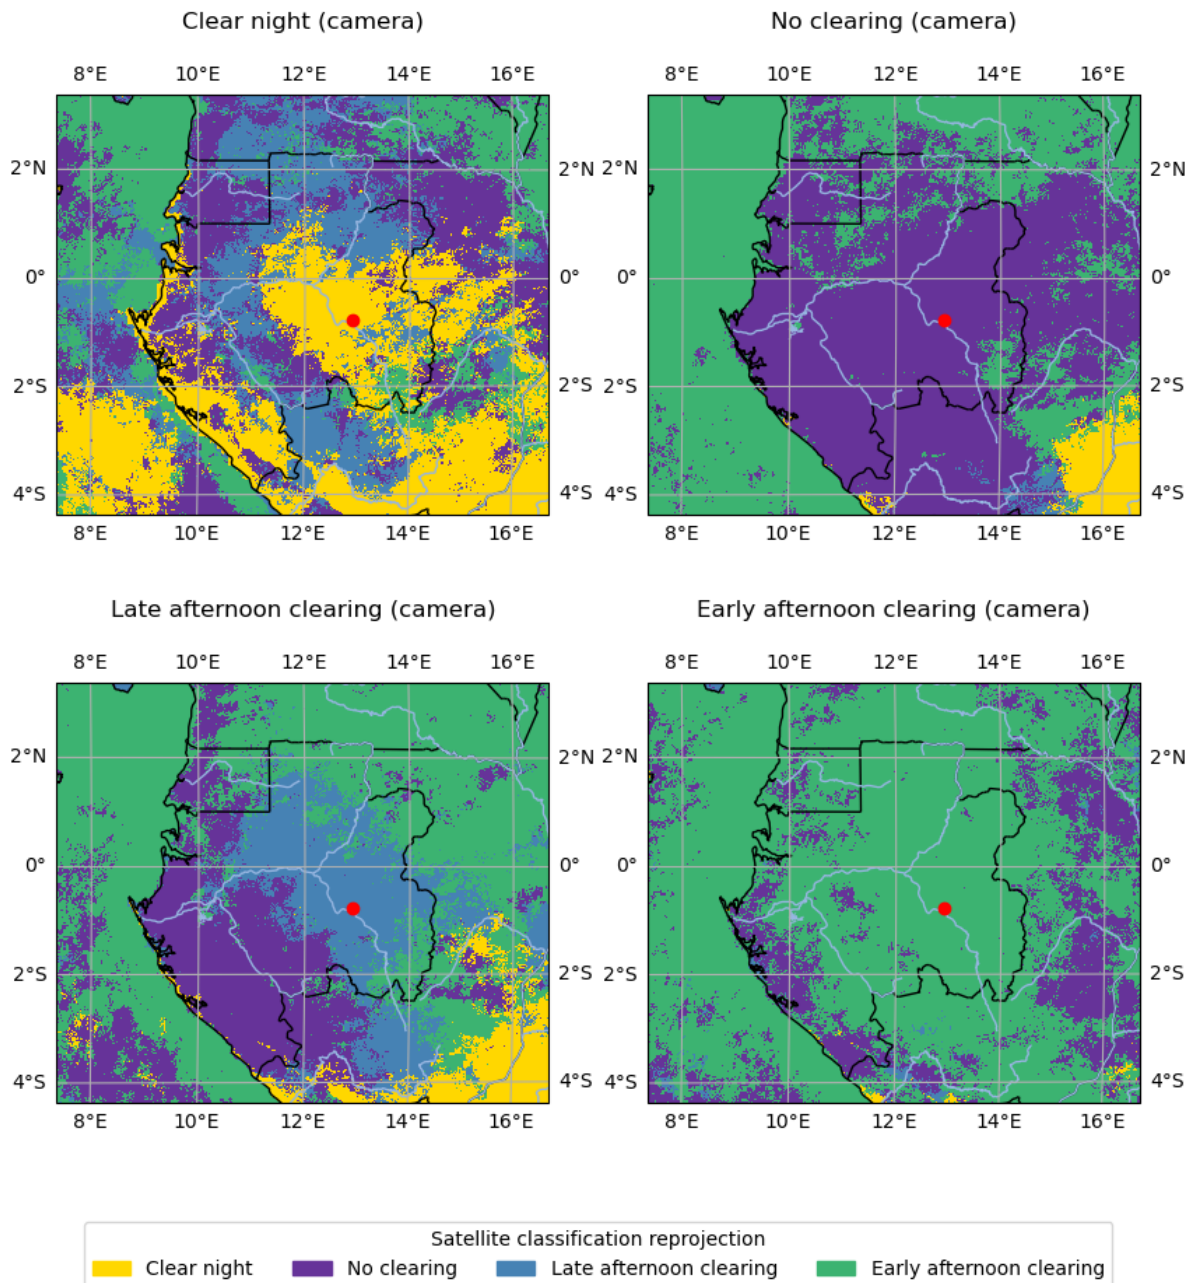 Clear night (camera)
No clearing (camera)
8°E 10°E 12°E 14°E 16°E
8°E 10°E 12°E 14°E 16°E
2°N 2°N 2°N 2°N
0° 0° 0° 0°
2°S 2°S 2°S 2°S
4°S 4°S 4°S 4°S
8°E 10°E 12°E 14°E 16°E
8°E 10°E 12°E 14°E 16°E
Late afternoon clearing (camera)
Early afternoon clearing (camera)
8°E 10°E 12°E 14°E 16°E
8°E 10°E 12°E 14°E 16°E
2°N 2°N 2°N 2°N
0° 0° 0° 0°
2°S 2°S 2°S 2°S
4°S 4°S 4°S 4°S
8°E 10°E 12°E 14°E 16°E
8°E 10°E 12°E 14°E 16°E
Satellite classification reprojection
Clear night No clearing Late afternoon clearing Early afternoon clearing